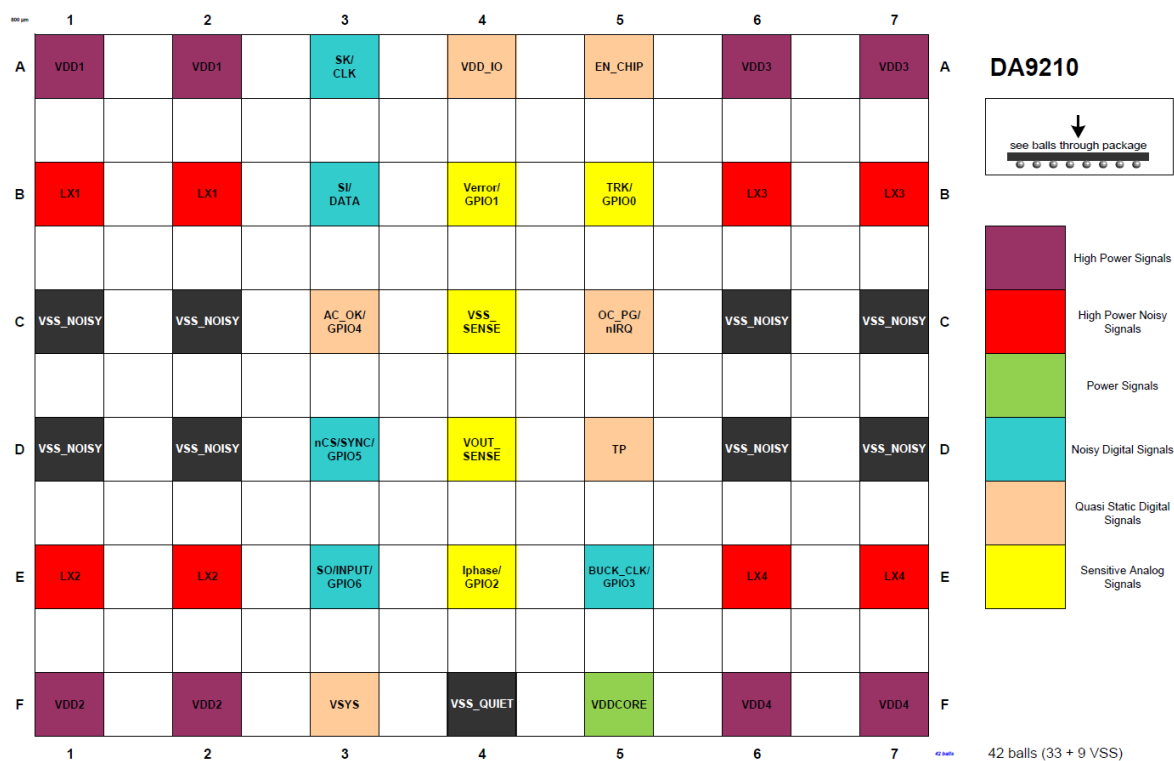 800 µm 1 2 3 4 5 6 7
A VDD1 VDD1 SK/ VDD_IO EN_CHIP VDD3 VDD3 A
CLK
DA9210
see balls through package
B LX1 LX1 SI/ Verror/ TRK/ LX3 LX3 B
DATA GPIO1 GPIO0
High Power Signals
C VSS_NOISY VSS_NOISY AC_OK/ VSS_ OC_PG/ VSS_NOISY VSS_NOISY C
GPIO4 SENSE nIRQ
High Power Noisy
Signals
Power Signals
D VSS_NOISY VSS_NOISY nCS/SYNC/ VOUT_ TP VSS_NOISY VSS_NOISY D
GPIO5 SENSE
Noisy Digital Signals
Quasi Static Digital
Signals
E LX2 LX2 SO/INPUT/ Iphase/ BUCK_CLK/ LX4 LX4 E
GPIO6 GPIO2 GPIO3
Sensitive Analog
Signals
F VDD2 VDD2 VSYS VSS_QUIET VDDCORE VDD4 VDD4 F
1 2 3 4 5 6 7 42 balls
42 balls (33 + 9 VSS)